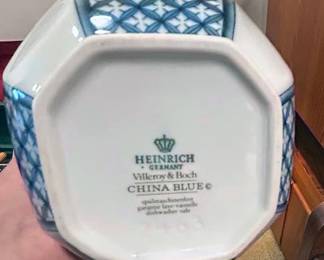 HEINRICH
GERMANY
Villeroy & Boch
CHINA BLUE©
spülmaschinenfest
garantie lave-vaisselle
dishwasher safe